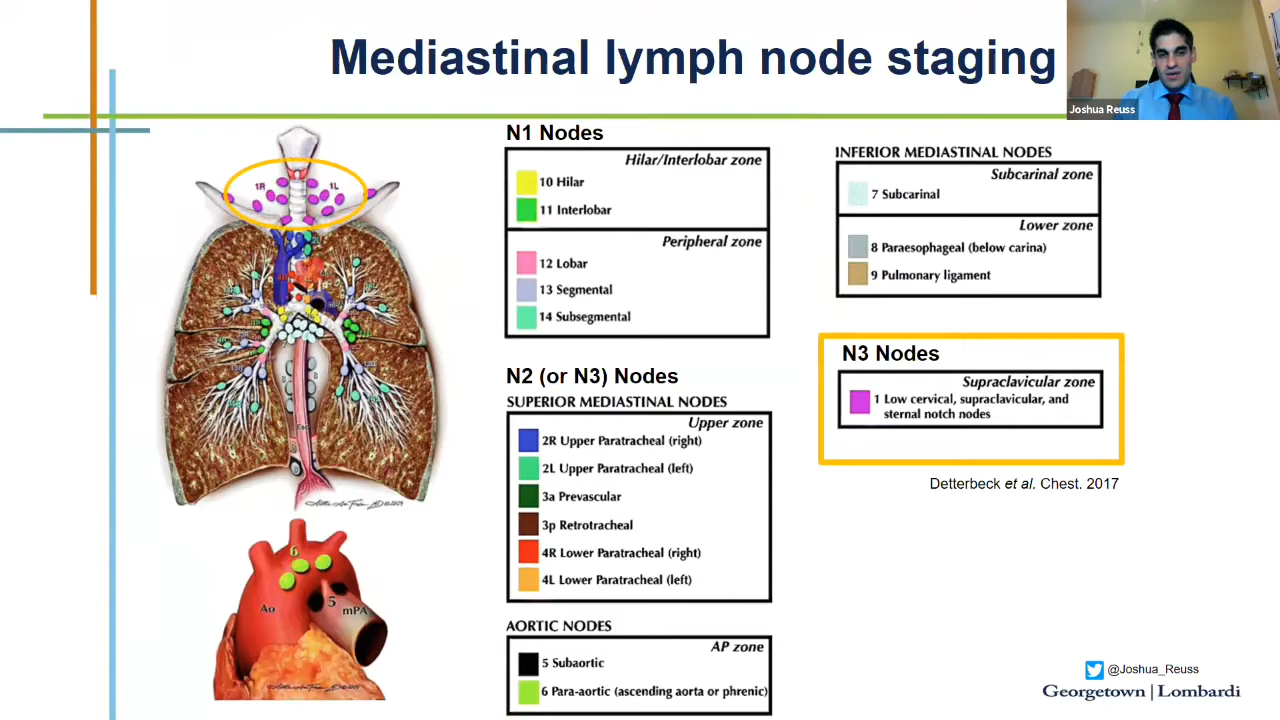 Mediastinal lymph node staging
Joshua Reuss
N1 Nodes
Hilar/Interlobar zone
10 Hilar
11 Interlobar
Peripheral zone
12 Lobar
13 Segmental
14 Subsegmental
N2 (or N3) Nodes
SUPERIOR MEDIASTINAL NODES
Upper zone
2R Upper Paratracheal (right)
2L Upper Paratracheal (left)
3a Prevascular
3p Retrotracheal
4R Lower Paratracheal (right)
4L Lower Paratracheal (left)
AORTIC NODES
AP zone
5 Subaortic
6 Para-aortic (ascending aorta or phrenic)
INFERIOR MEDIASTINAL NODES
Subcarinal zone
7 Subcarinal
Lower zone
8 Paraesophageal (below carina)
9 Pulmonary ligament
N3 Nodes
Supraclavicular zone
1 Low cervical, supraclavicular, and
sternal notch nodes
Detterbeck et al. Chest. 2017
1R
1L
6
5
Ao
mPA
@Joshua_Reuss
Georgetown | Lombardi